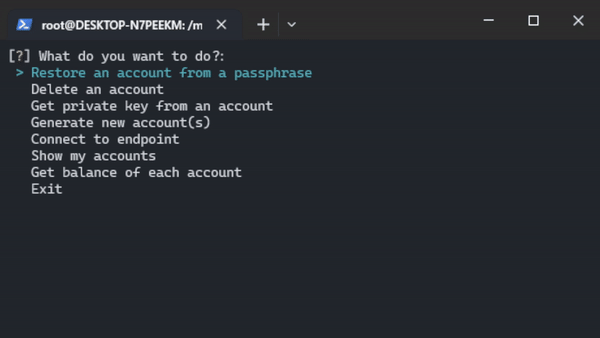 root@DESKTOP-N7PEEKM: /m
[?] What do you want to do?:
> Restore an account from a passphrase
Delete an account
Get private key from an account
Generate new account(s)
Connect to endpoint
Show my accounts
Get balance of each account
Exit